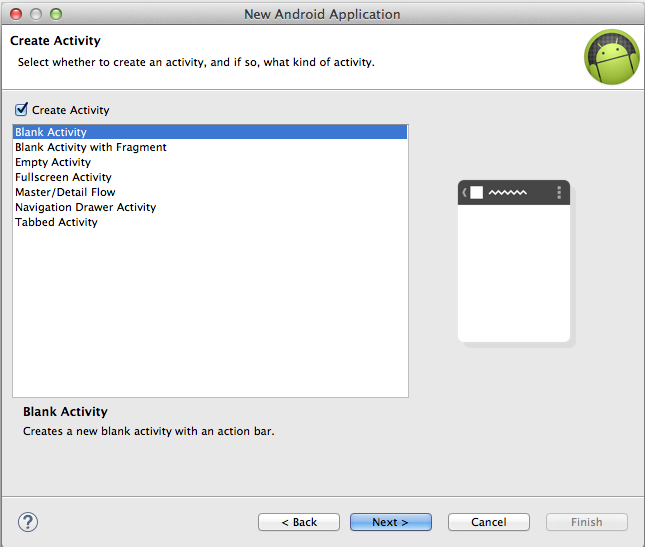 New Android Application
Create Activity
Select whether to create an activity, and if so, what kind of activity.
Create Activity
Blank Activity
Blank Activity with Fragment
Empty Activity
Fullscreen Activity
Master/Detail Flow
Navigation Drawer Activity
Tabbed Activity
Blank Activity
Creates a new blank activity with an action bar.
? < Back Next > Cancel Finish